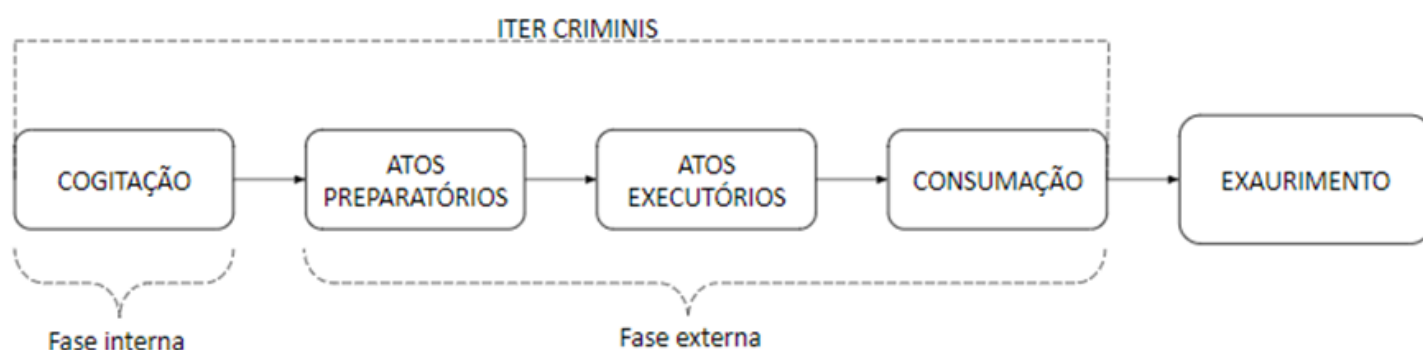 ITER CRIMINIS
COGITAÇÃO
ATOS
PREPARATÓRIOS
ATOS
EXECUTÓRIOS
CONSUMAÇÃO
EXAURIMENTO
Fase interna
Fase externa